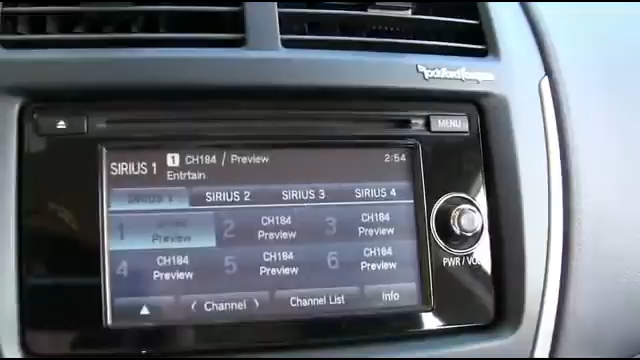 Rockford Fosgate
MENU
SIRIUS 1 1 CH184 / Preview 2:54
Entrtain
SIRIUS 1 SIRIUS 2 SIRIUS 3 SIRIUS 4
1 Preview 2 CH184 Preview 3 CH184 Preview
4 CH184 Preview 5 CH184 Preview 6 CH184 Preview
▲ 〈 Channel 〉 Channel List Info
PWR / VOL